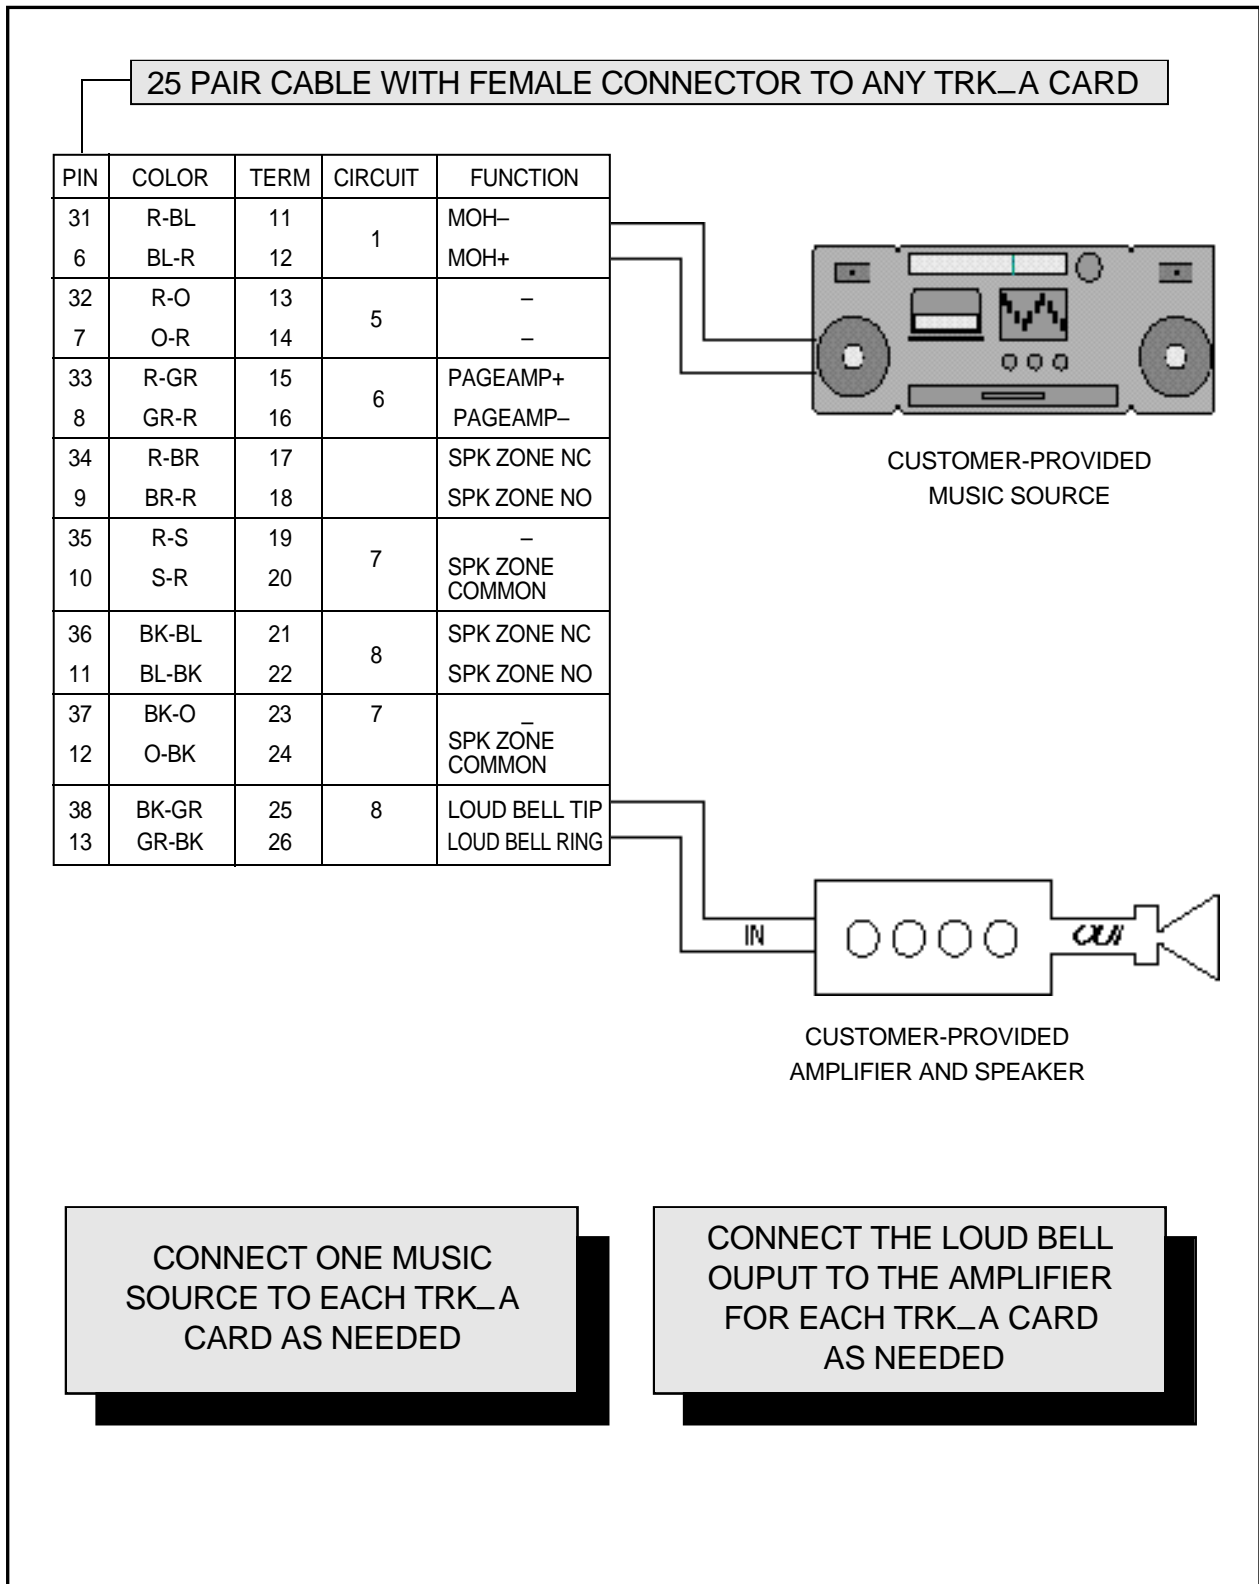 25 PAIR CABLE WITH FEMALE CONNECTOR TO ANY TRK_A CARD
PIN COLOR TERM CIRCUIT FUNCTION
31 R-BL 11 1 MOH–
6 BL-R 12 MOH+
32 R-O 13 5 –
7 O-R 14 –
33 R-GR 15 6 PAGEAMP+
8 GR-R 16 PAGEAMP–
34 R-BR 17 SPK ZONE NC
9 BR-R 18 SPK ZONE NO
35 R-S 19 7 –
10 S-R 20 SPK ZONE
COMMON
36 BK-BL 21 8 SPK ZONE NC
11 BL-BK 22 SPK ZONE NO
37 BK-O 23 7 –
12 O-BK 24 SPK ZONE
COMMON
38 BK-GR 25 8 LOUD BELL TIP
13 GR-BK 26 LOUD BELL RING
CUSTOMER-PROVIDED
MUSIC SOURCE
IN OUT
CUSTOMER-PROVIDED
AMPLIFIER AND SPEAKER
CONNECT ONE MUSIC
SOURCE TO EACH TRK_A
CARD AS NEEDED
CONNECT THE LOUD BELL
OUPUT TO THE AMPLIFIER
FOR EACH TRK_A CARD
AS NEEDED